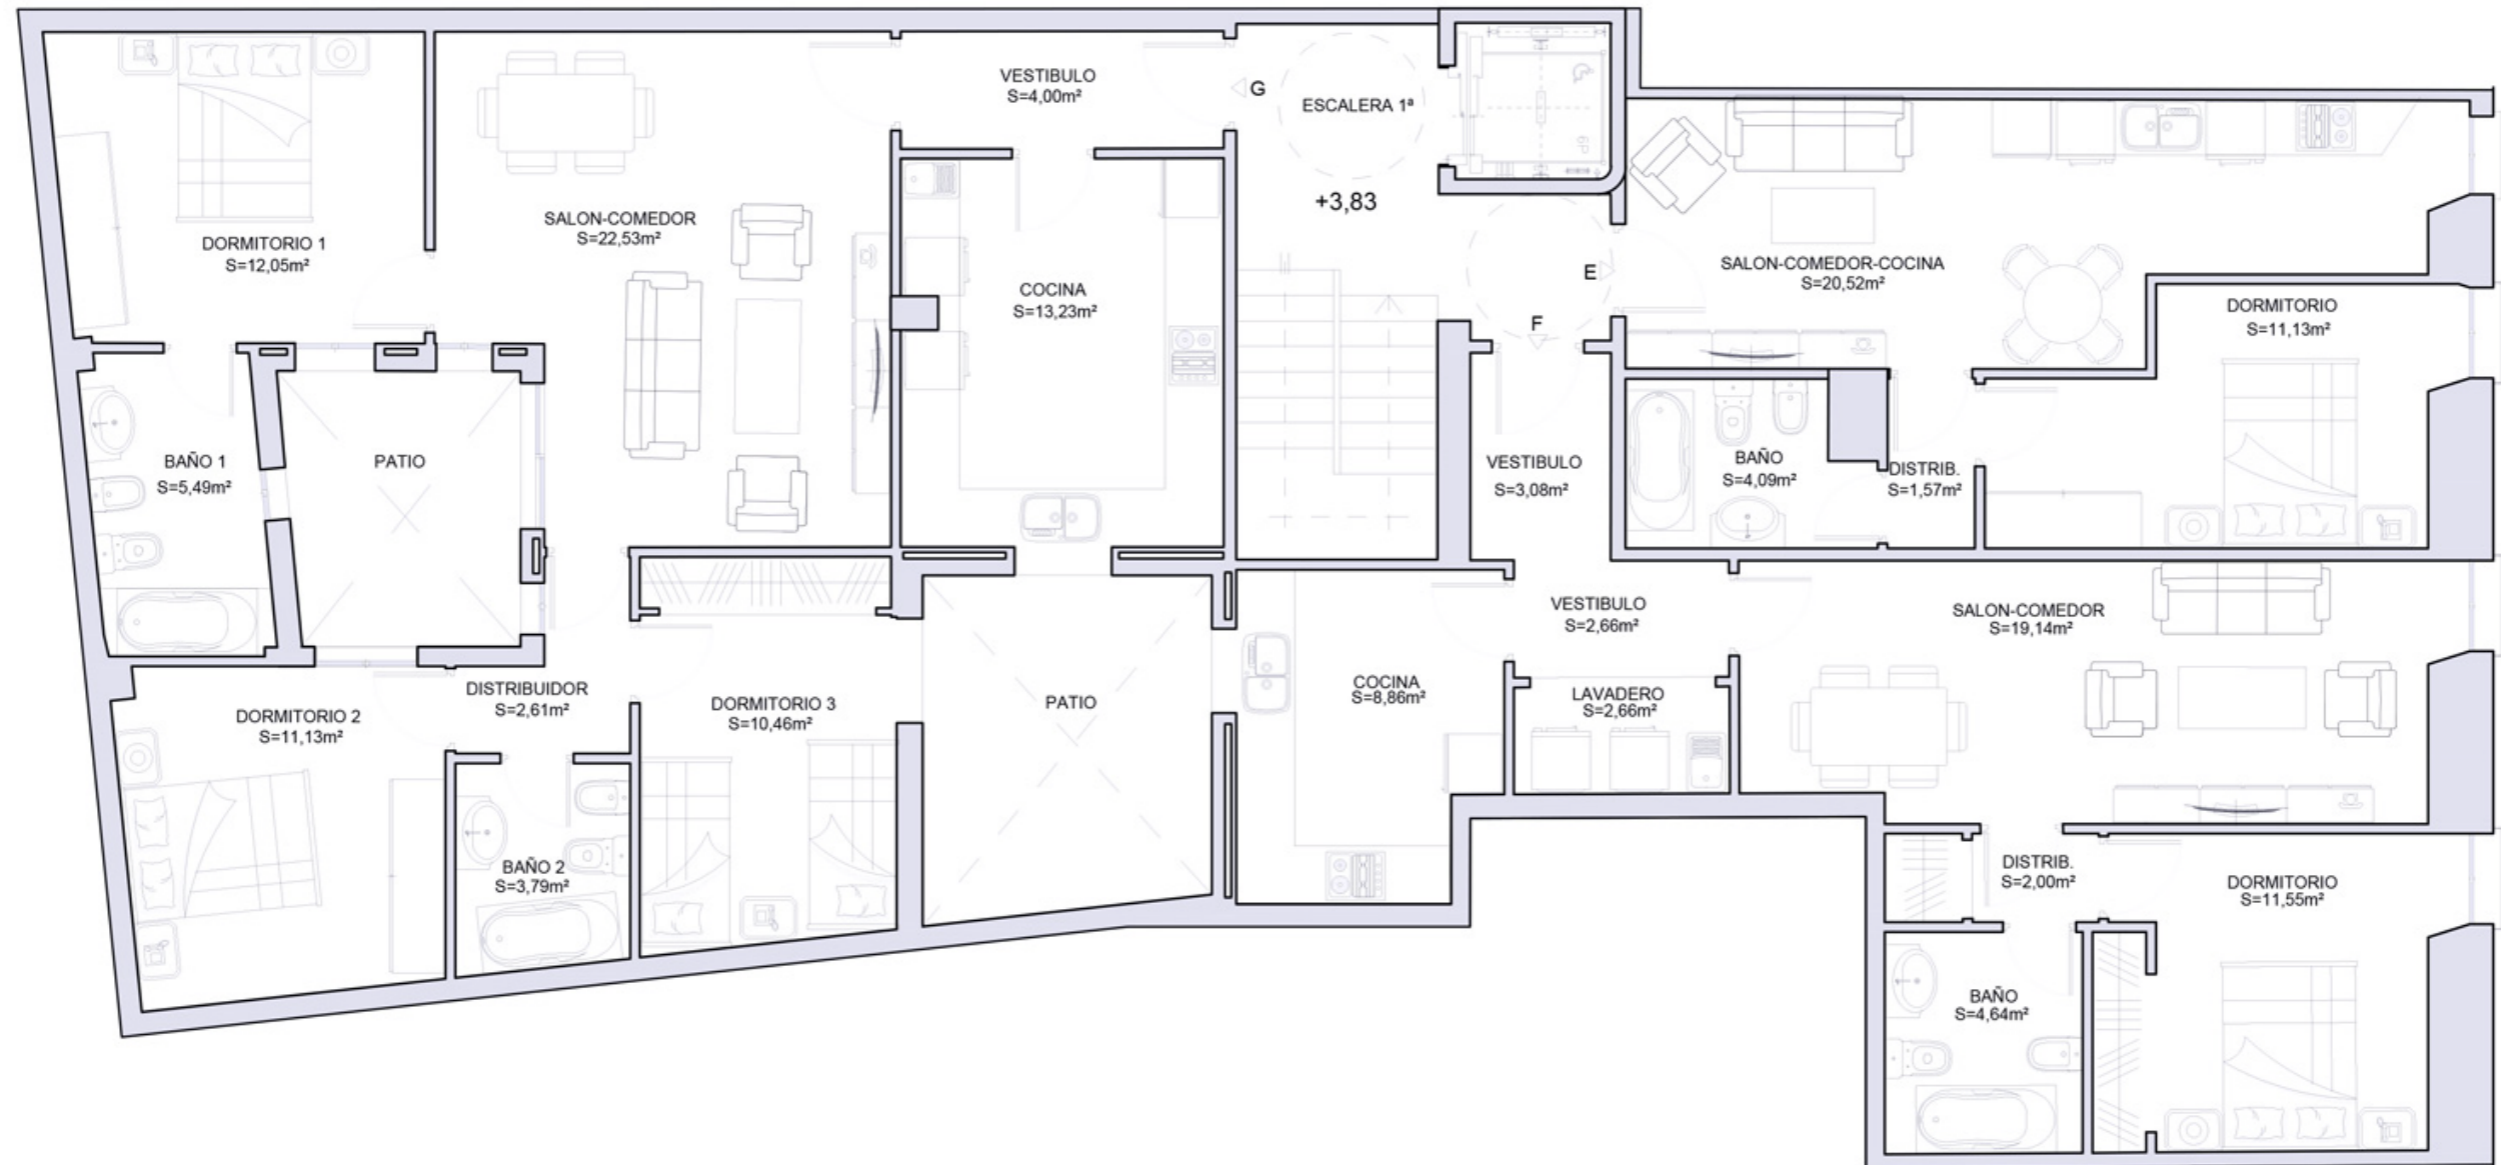 VESTIBULO
S=4,00m²
G
ESCALERA 1ª
+3,83
SALON-COMEDOR
S=22,53m²
DORMITORIO 1
S=12,05m²
COCINA
S=13,23m²
E
SALON-COMEDOR-COCINA
S=20,52m²
DORMITORIO
S=11,13m²
F
BAÑO 1
S=5,49m²
PATIO
VESTIBULO
S=3,08m²
BAÑO
S=4,09m²
DISTRIB.
S=1,57m²
VESTIBULO
S=2,66m²
SALON-COMEDOR
S=19,14m²
DORMITORIO 2
S=11,13m²
DISTRIBUIDOR
S=2,61m²
DORMITORIO 3
S=10,46m²
PATIO
COCINA
S=8,86m²
LAVADERO
S=2,66m²
BAÑO 2
S=3,79m²
DISTRIB.
S=2,00m²
DORMITORIO
S=11,55m²
BAÑO
S=4,64m²